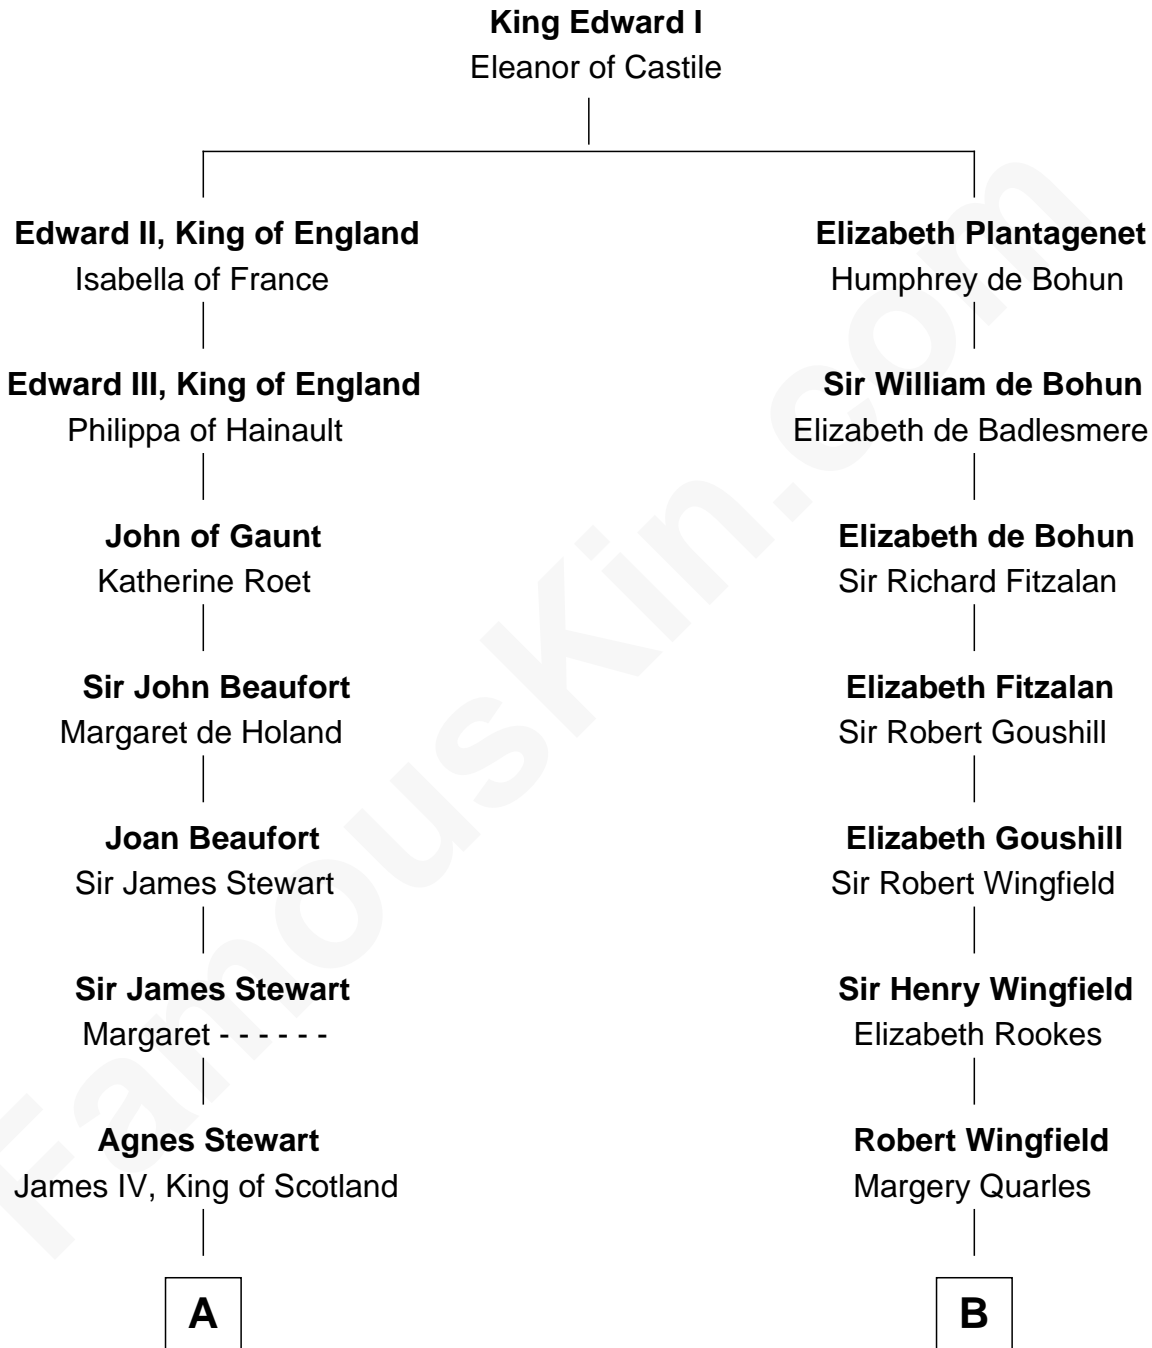 King Edward I
Eleanor of Castile
Edward II, King of England
Isabella of France
Edward III, King of England
Philippa of Hainault
John of Gaunt
Katherine Roet
Sir John Beaufort
Margaret de Holand
Joan Beaufort
Sir James Stewart
Sir James Stewart
Margaret - - - - - -
Agnes Stewart
James IV, King of Scotland
A
Elizabeth Plantagenet
Humphrey de Bohun
Sir William de Bohun
Elizabeth de Badlesmere
Elizabeth de Bohun
Sir Richard Fitzalan
Elizabeth Fitzalan
Sir Robert Goushill
Elizabeth Goushill
Sir Robert Wingfield
Sir Henry Wingfield
Elizabeth Rookes
Robert Wingfield
Margery Quarles
B
FamousKin.com